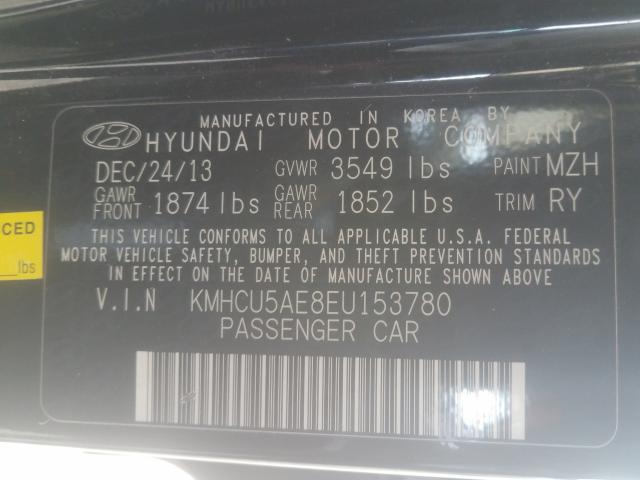 MANUFACTURED IN KOREA BY
HYUNDAI MOTOR COMPANY
DEC/24/13 GVWR 3549 lbs PAINT MZH
GAWR FRONT 1874 lbs GAWR REAR 1852 lbs TRIM RY
THIS VEHICLE CONFORMS TO ALL APPLICABLE U.S.A. FEDERAL
MOTOR VEHICLE SAFETY, BUMPER, AND THEFT PREVENTION STANDARDS
IN EFFECT ON THE DATE OF MANUFACTURE SHOWN ABOVE
V.I.N KMHCU5AE8EU153780
PASSENGER CAR
CED
lbs